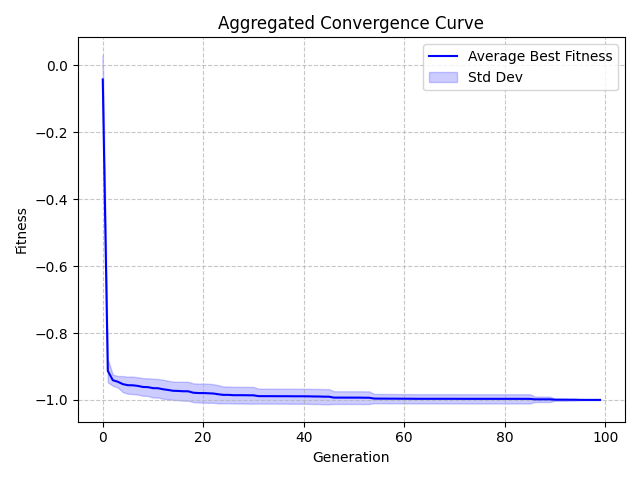 Aggregated Convergence Curve
Average Best Fitness
Std Dev
Fitness
0.0
−0.2
−0.4
−0.6
−0.8
−1.0
0 20 40 60 80 100
Generation